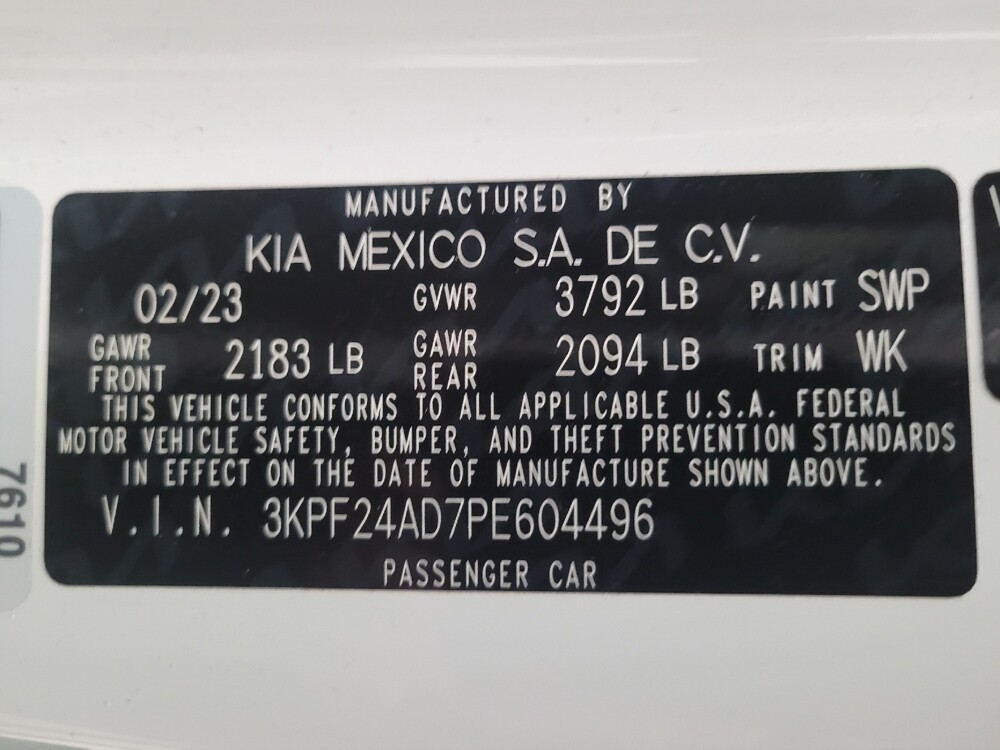 MANUFACTURED BY
KIA MEXICO S.A. DE C.V.
02/23 GVWR 3792 LB PAINT SWP
GAWR FRONT 2183 LB GAWR REAR 2094 LB TRIM WK
THIS VEHICLE CONFORMS TO ALL APPLICABLE U.S.A. FEDERAL
MOTOR VEHICLE SAFETY, BUMPER, AND THEFT PREVENTION STANDARDS
IN EFFECT ON THE DATE OF MANUFACTURE SHOWN ABOVE.
V.I.N. 3KPF24AD7PE604496
PASSENGER CAR
7610